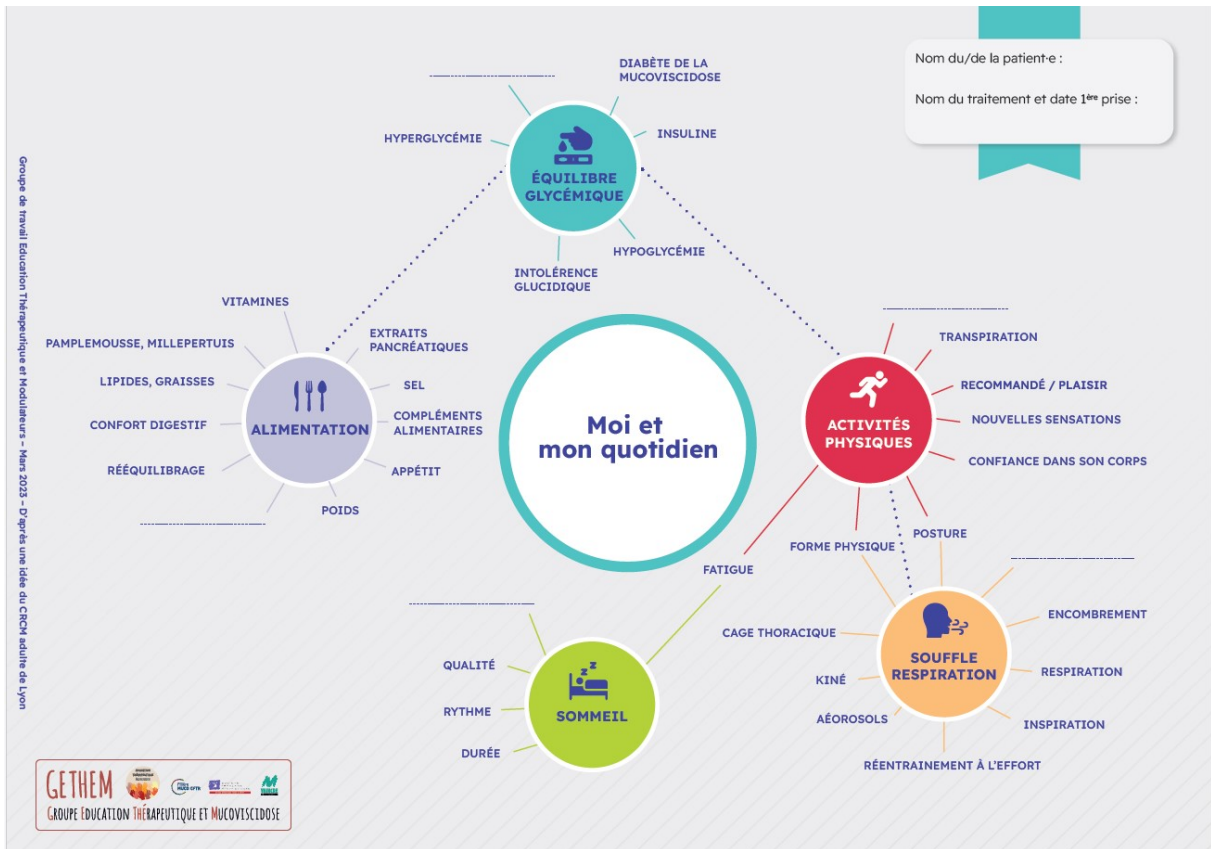 Nom du/de la patient·e :
Nom du traitement et date 1ère prise :
DIABÈTE DE LA
MUCOVISCIDOSE
HYPERGLYCÉMIE
INSULINE
ÉQUILIBRE
GLYCÉMIQUE
HYPOGLYCÉMIE
INTOLÉRENCE
GLUCIDIQUE
VITAMINES
PAMPLEMOUSSE, MILLEPERTUIS
EXTRAITS
PANCRÉATIQUES
LIPIDES, GRAISSES
SEL
CONFORT DIGESTIF
ALIMENTATION
COMPLÉMENTS
ALIMENTAIRES
RÉÉQUILIBRAGE
APPÉTIT
POIDS
Moi et
mon quotidien
TRANSPIRATION
RECOMMANDÉ / PLAISIR
ACTIVITÉS
PHYSIQUES
NOUVELLES SENSATIONS
CONFIANCE DANS SON CORPS
POSTURE
FORME PHYSIQUE
FATIGUE
QUALITÉ
RYTHME
SOMMEIL
DURÉE
z z
CAGE THORACIQUE
ENCOMBREMENT
SOUFFLE
RESPIRATION
KINÉ
RESPIRATION
AÉOROSOLS
INSPIRATION
RÉENTRAINEMENT À L'EFFORT
Groupe de travail Education Thérapeutique et Modulateurs – Mars 2023 – D'après une idée du CRCM adulte de Lyon
GETHEM
MUCO CFTR
GROUPE EDUCATION THÉRAPEUTIQUE ET MUCOVISCIDOSE